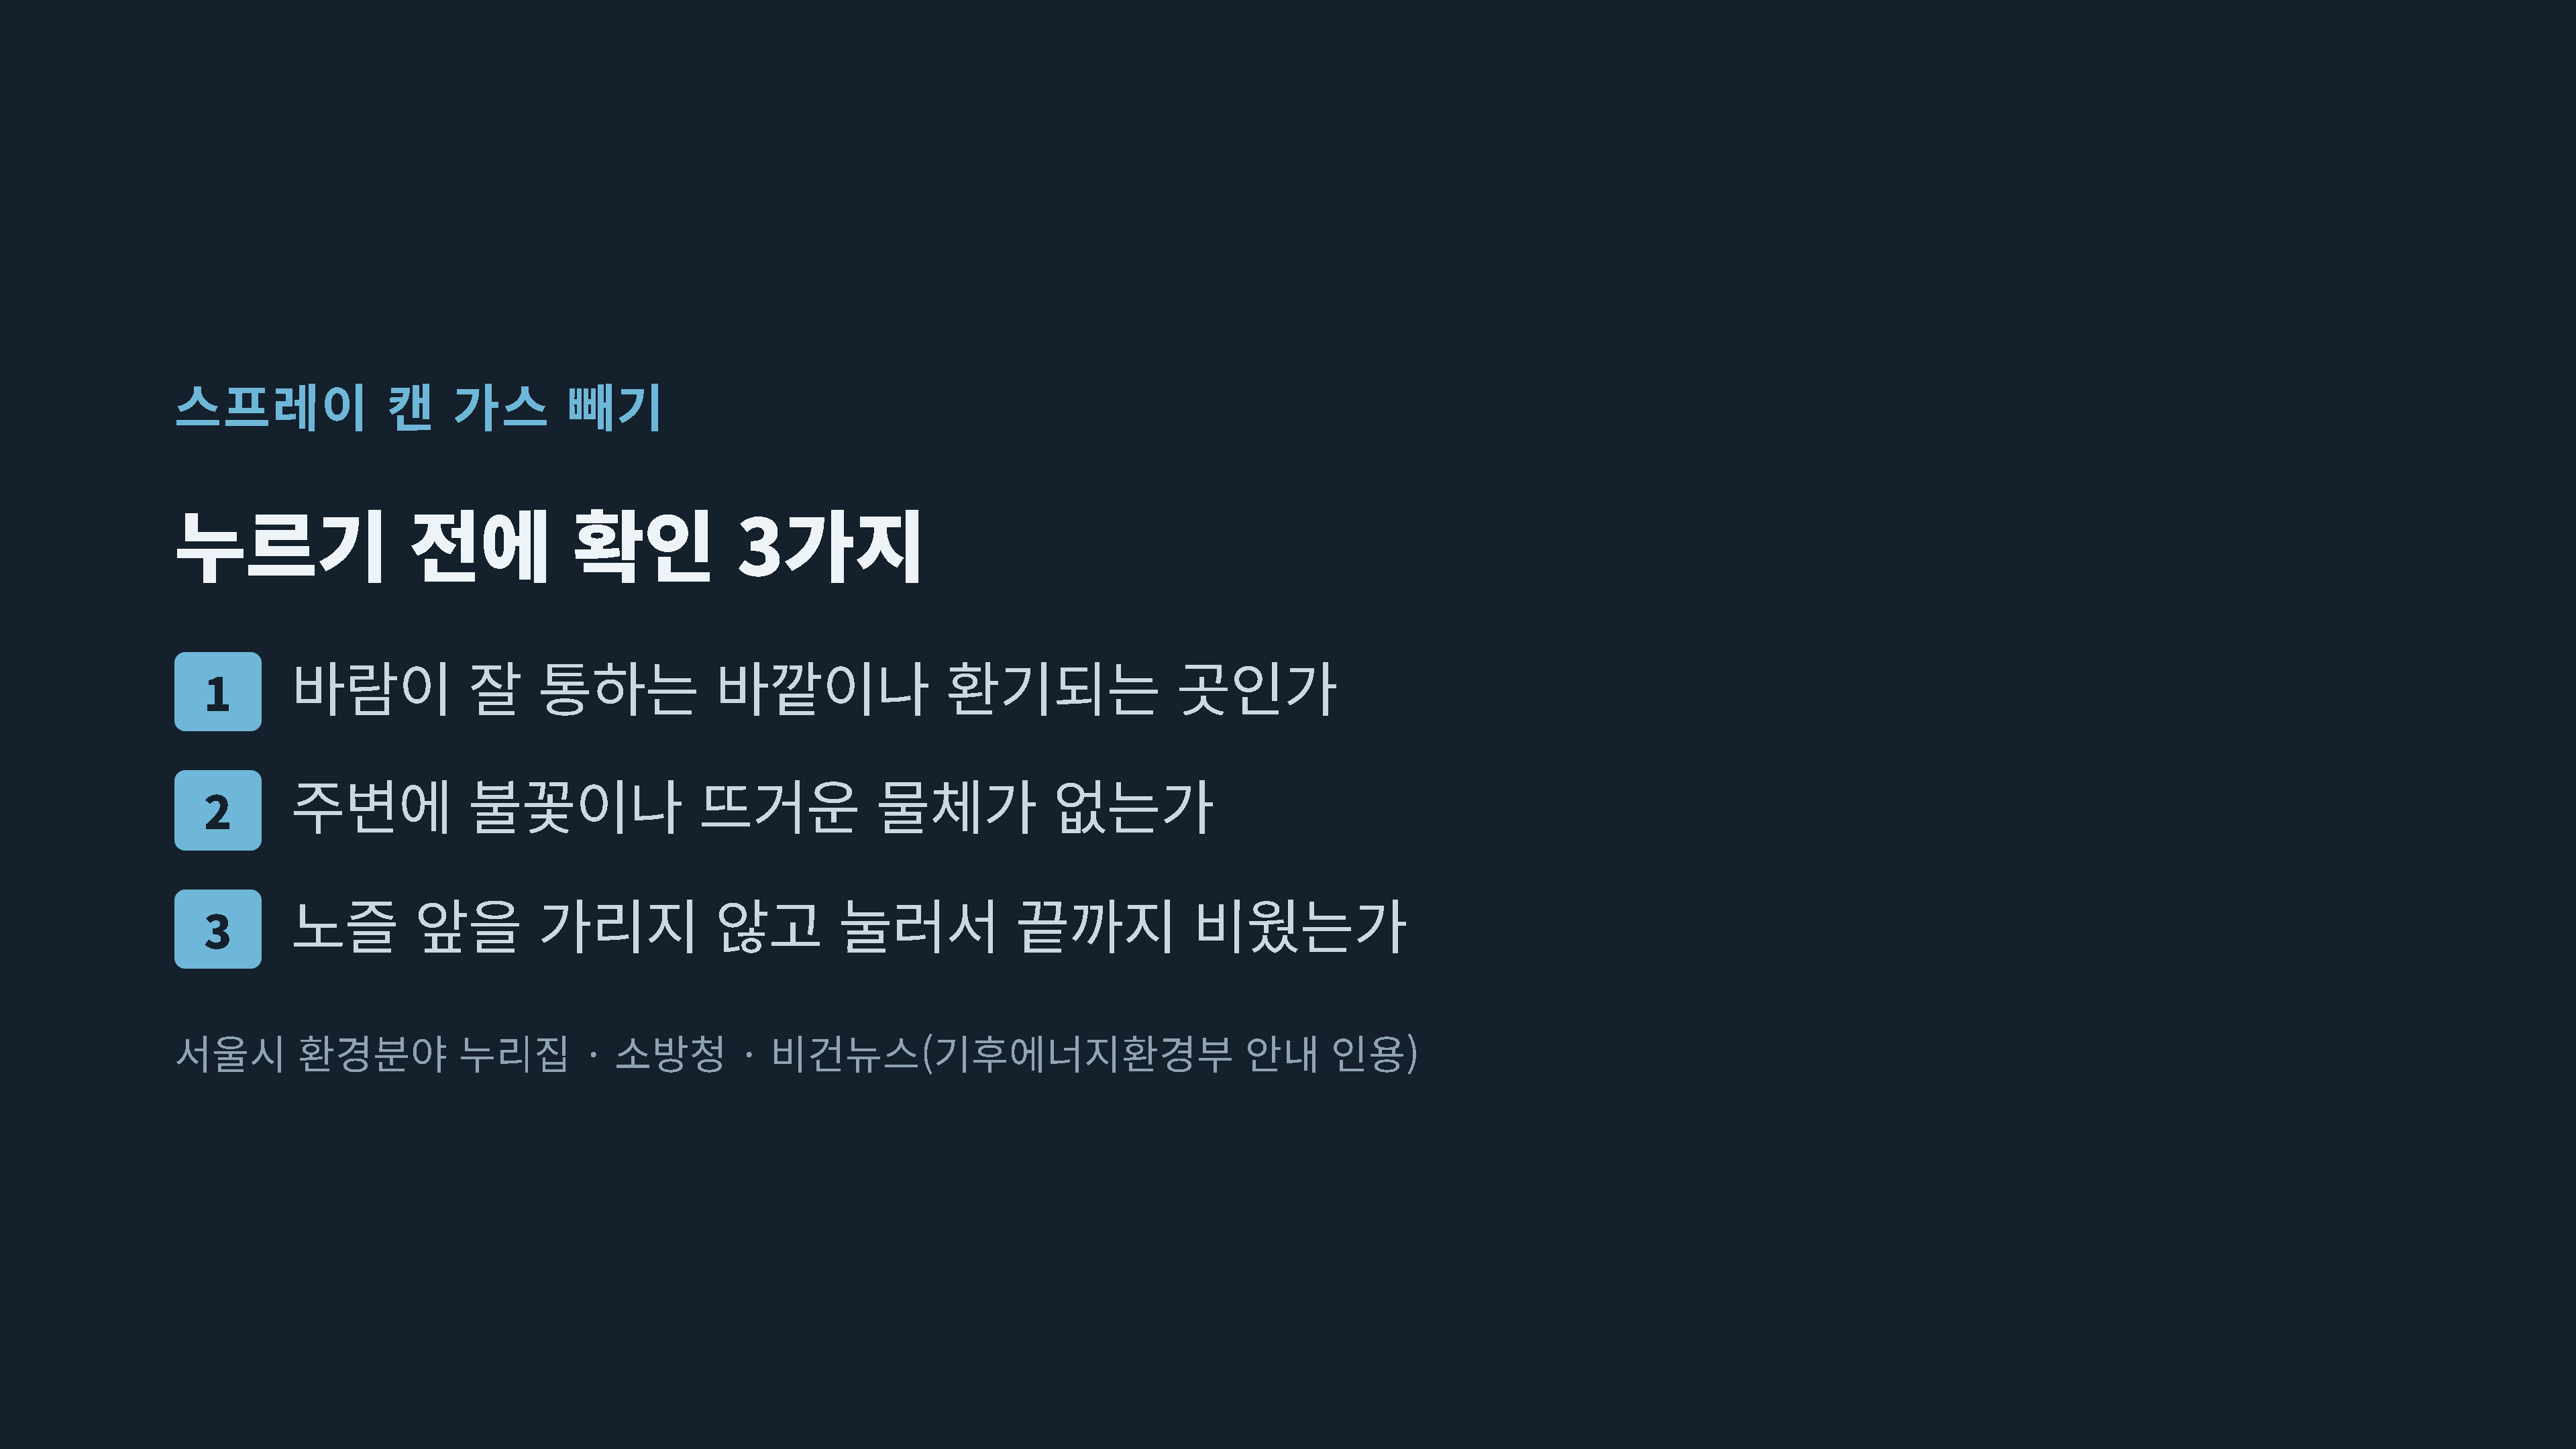 스프레이 캔 가스 빼기
누르기 전에 확인 3가지
1 바람이 잘 통하는 바깥이나 환기되는 곳인가
2 주변에 불꽃이나 뜨거운 물체가 없는가
3 노즐 앞을 가리지 않고 눌러서 끝까지 비웠는가
서울시 환경분야 누리집 · 소방청 · 비건뉴스(기후에너지환경부 안내 인용)